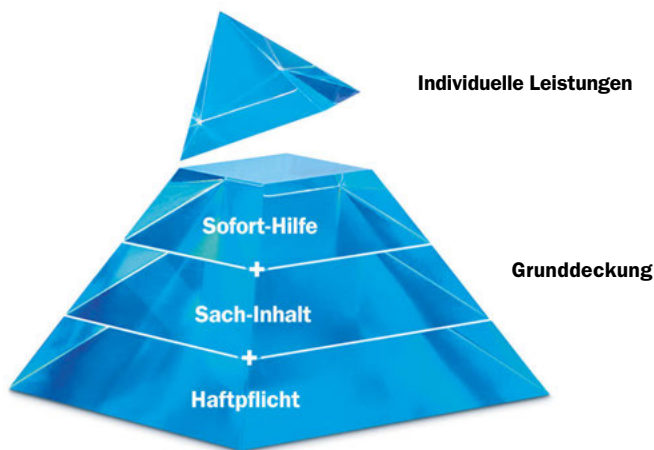 Individuelle Leistungen
Sofort-Hilfe
+
Grunddeckung
Sach-Inhalt
+
Haftpflicht